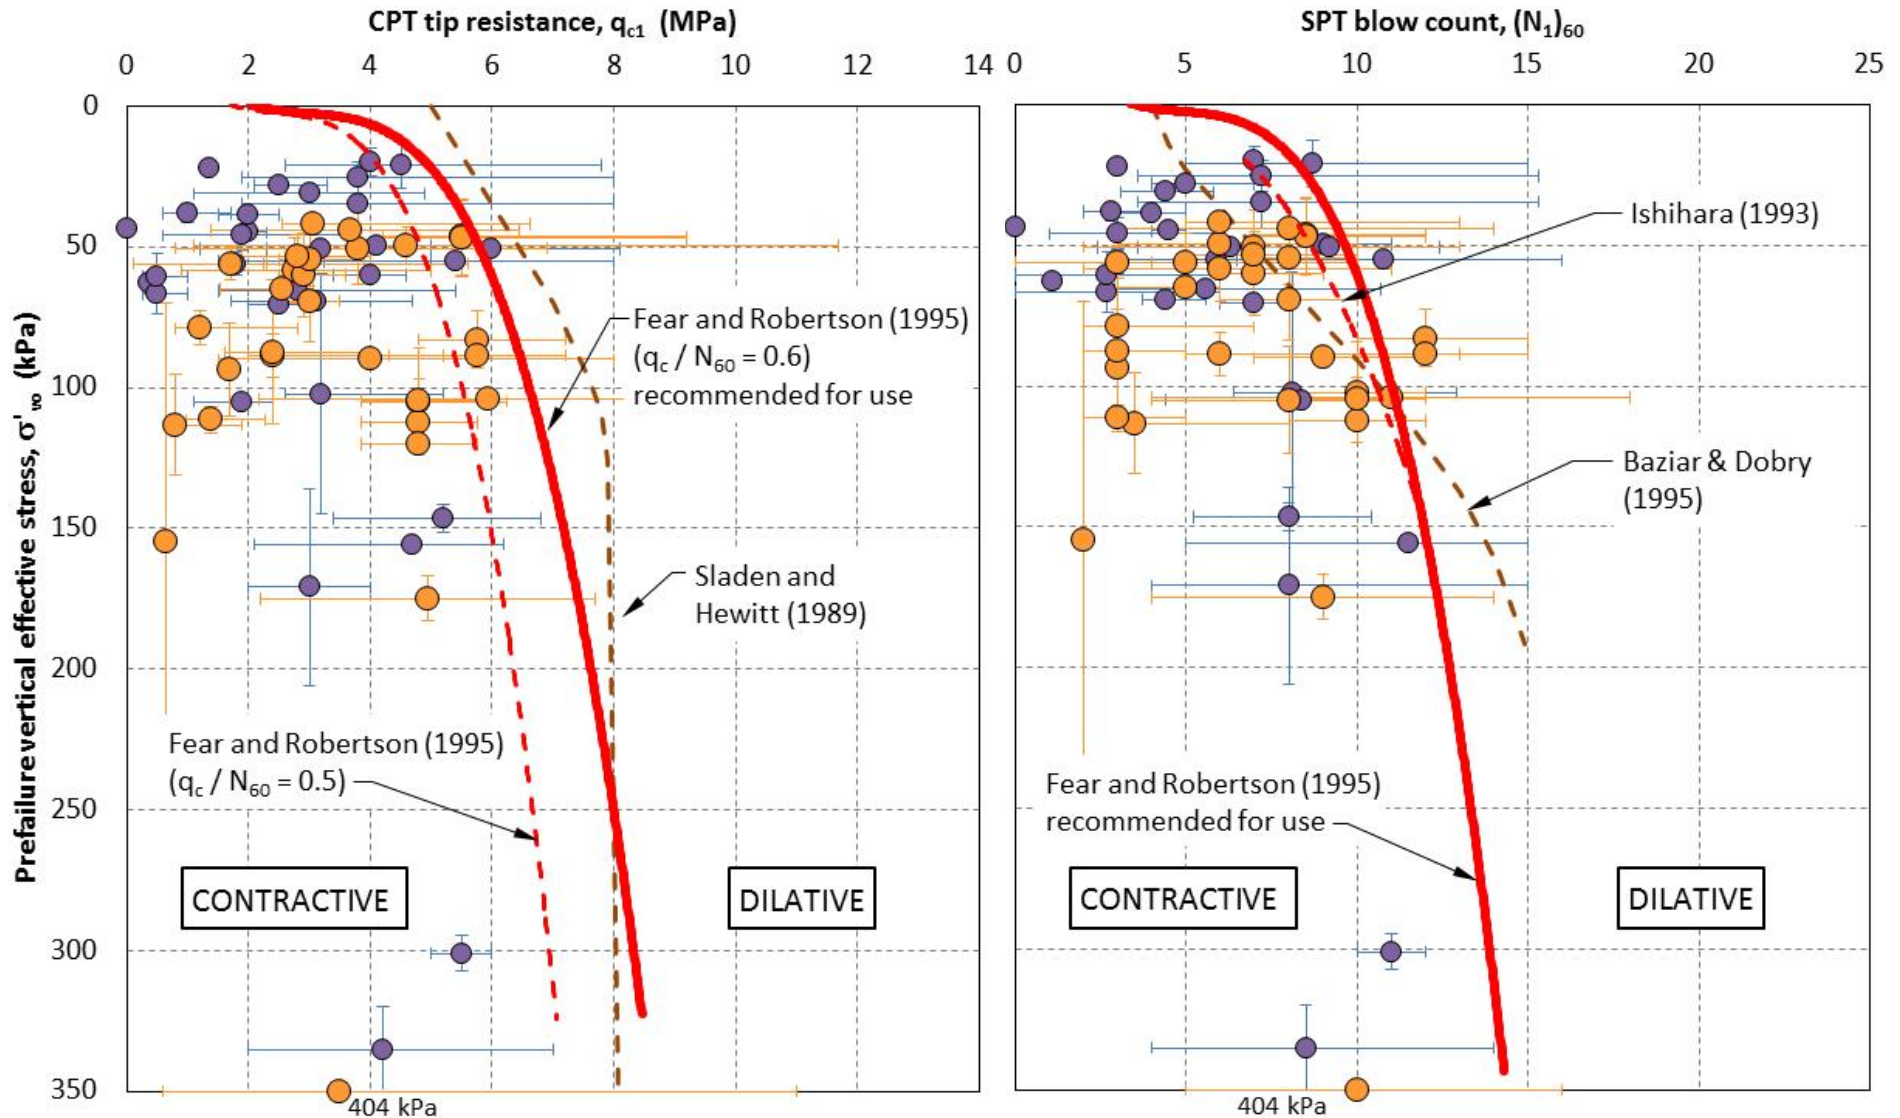 CPT tip resistance, qc1 (MPa)
0 2 4 6 8 10 12 14
SPT blow count, (N1)60
0 5 10 15 20 25
Prefailurevertical effective stress, σ'vo (kPa)
0
50
100
150
200
250
300
350
Fear and Robertson (1995)
(qc / N60 = 0.6)
recommended for use
Sladen and
Hewitt (1989)
Fear and Robertson (1995)
(qc / N60 = 0.5)
CONTRACTIVE
DILATIVE
404 kPa
Ishihara (1993)
Baziar & Dobry
(1995)
Fear and Robertson (1995)
recommended for use
CONTRACTIVE
DILATIVE
404 kPa